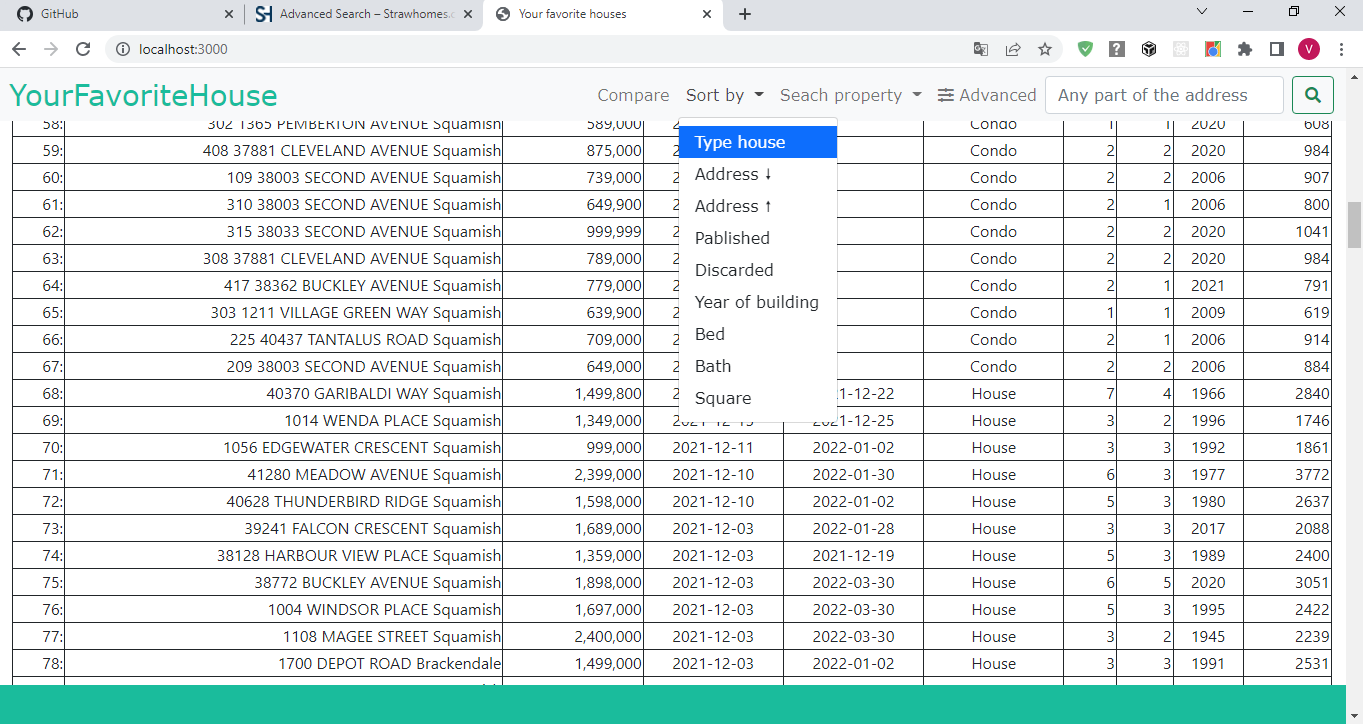 GitHub
Advanced Search – Strawhomes.c
Your favorite houses
localhost:3000
V
YourFavoriteHouse
Compare
Sort by
Seach property
Advanced
Any part of the address
Type house
Address ↓
Address ↑
Pablished
Discarded
Year of building
Bed
Bath
Square
58: 302 1365 PEMBERTON AVENUE Squamish 589,000 2 Condo 1 1 2020 608
59: 408 37881 CLEVELAND AVENUE Squamish 875,000 2 Condo 2 2 2020 984
60: 109 38003 SECOND AVENUE Squamish 739,000 2 Condo 2 2 2006 907
61: 310 38003 SECOND AVENUE Squamish 649,900 2 Condo 2 1 2006 800
62: 315 38033 SECOND AVENUE Squamish 999,999 2 Condo 2 2 2020 1041
63: 308 37881 CLEVELAND AVENUE Squamish 789,000 2 Condo 2 2 2020 984
64: 417 38362 BUCKLEY AVENUE Squamish 779,000 2 Condo 2 1 2021 791
65: 303 1211 VILLAGE GREEN WAY Squamish 639,900 2 Condo 1 1 2009 619
66: 225 40437 TANTALUS ROAD Squamish 709,000 2 Condo 2 1 2006 914
67: 209 38003 SECOND AVENUE Squamish 649,000 2 Condo 2 2 2006 884
68: 40370 GARIBALDI WAY Squamish 1,499,800 2 21-12-22 House 7 4 1966 2840
69: 1014 WENDA PLACE Squamish 1,349,000 2021-12-15 2021-12-25 House 3 2 1996 1746
70: 1056 EDGEWATER CRESCENT Squamish 999,000 2021-12-11 2022-01-02 House 3 3 1992 1861
71: 41280 MEADOW AVENUE Squamish 2,399,000 2021-12-10 2022-01-30 House 6 3 1977 3772
72: 40628 THUNDERBIRD RIDGE Squamish 1,598,000 2021-12-10 2022-01-02 House 5 3 1980 2637
73: 39241 FALCON CRESCENT Squamish 1,689,000 2021-12-03 2022-01-28 House 3 3 2017 2088
74: 38128 HARBOUR VIEW PLACE Squamish 1,359,000 2021-12-03 2021-12-19 House 5 3 1989 2400
75: 38772 BUCKLEY AVENUE Squamish 1,898,000 2021-12-03 2022-03-30 House 6 5 2020 3051
76: 1004 WINDSOR PLACE Squamish 1,697,000 2021-12-03 2022-03-30 House 5 3 1995 2422
77: 1108 MAGEE STREET Squamish 2,400,000 2021-12-03 2022-03-30 House 3 2 1945 2239
78: 1700 DEPOT ROAD Brackendale 1,499,000 2021-12-03 2022-01-02 House 3 3 1991 2531